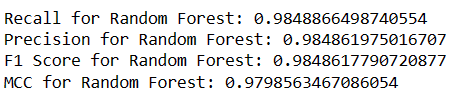 Recall for Random Forest: 0.9848866498740554
Precision for Random Forest: 0.984861975016707
F1 Score for Random Forest: 0.9848617790720877
MCC for Random Forest: 0.9798563467086054